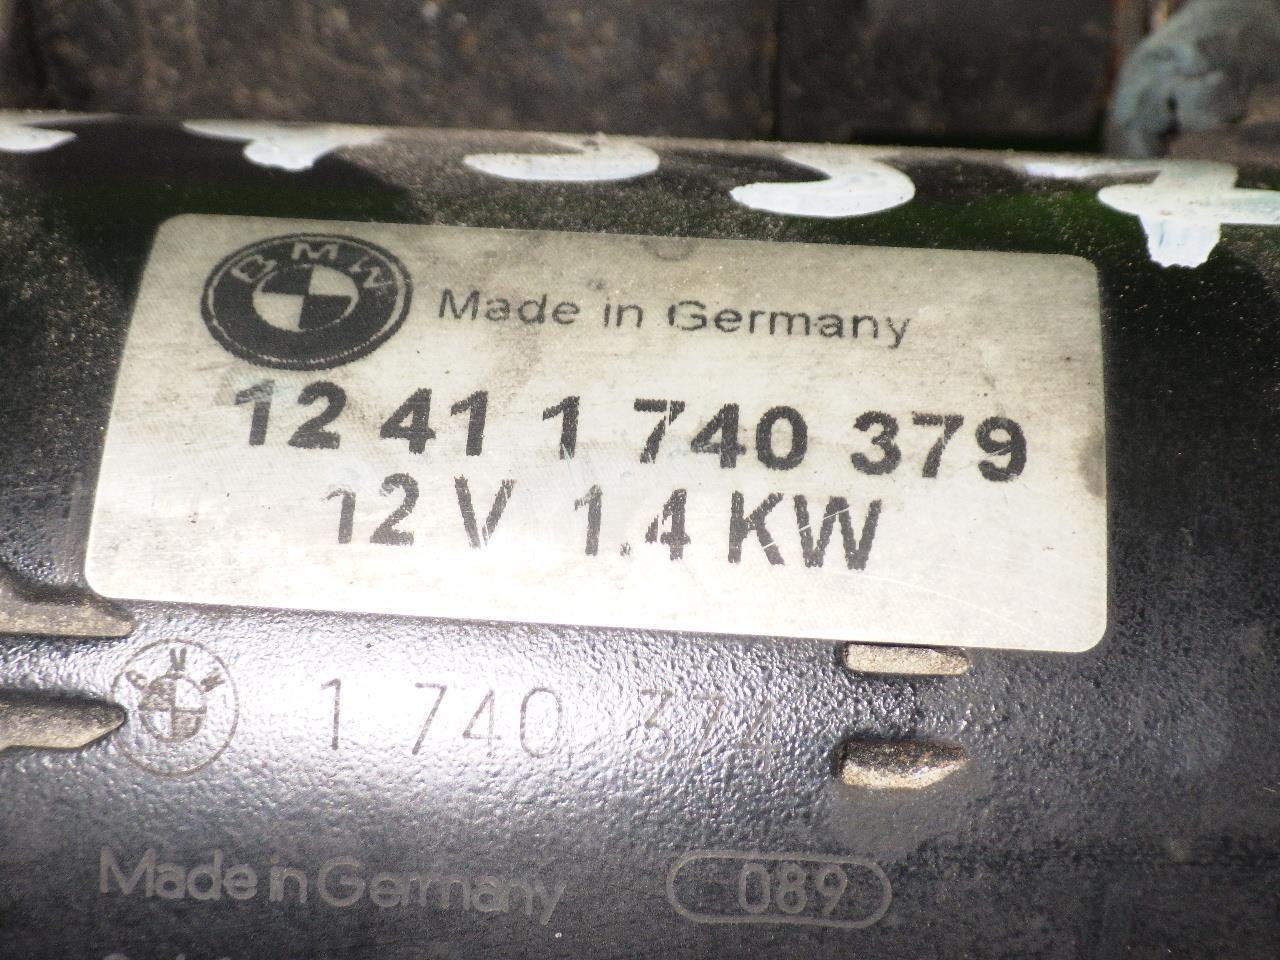 BMW Made in Germany
12 41 1 740 379
12 V 1.4 KW
BMW 1 740 374
Made in Germany 089